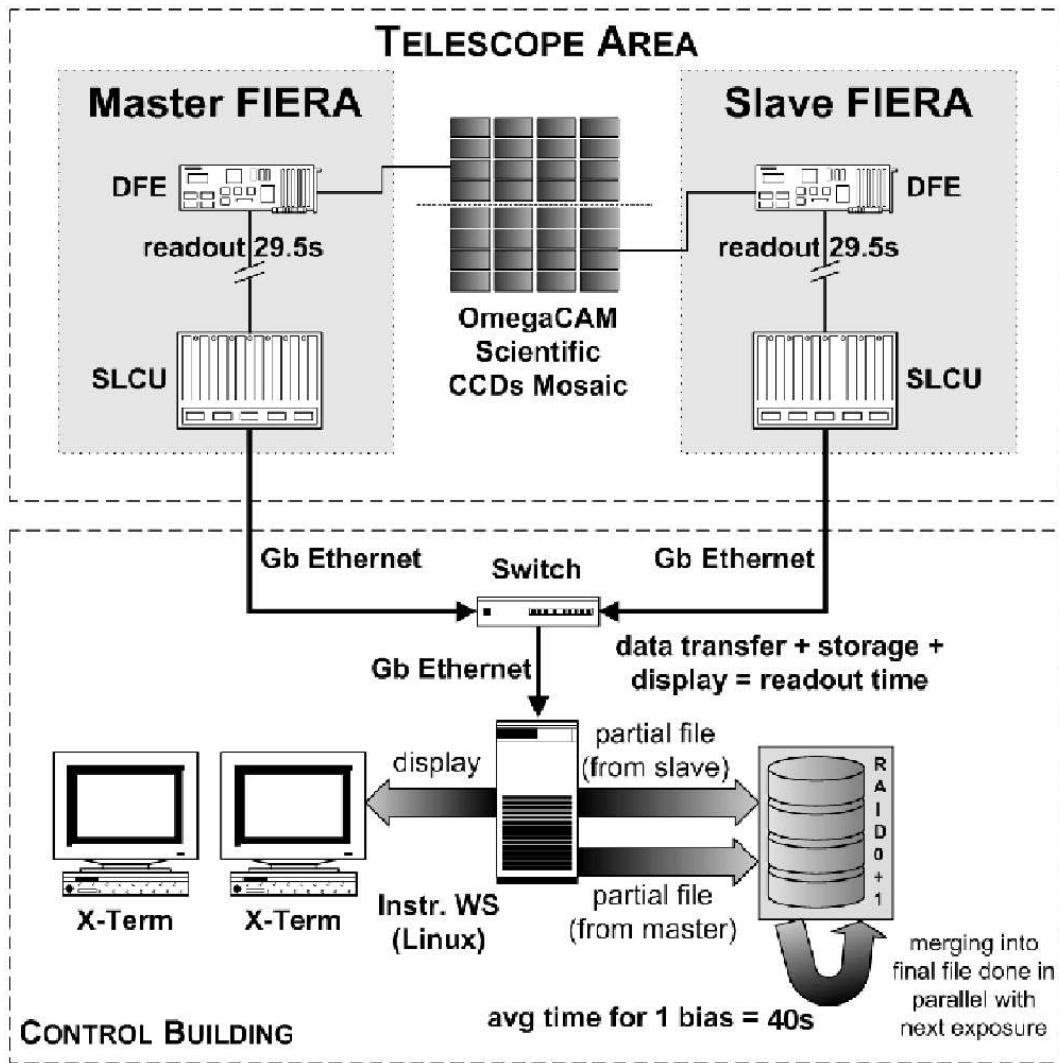 TELESCOPE AREA
Master FIERA
Slave FIERA
DFE
DFE
readout 29.5s
readout 29.5s
OmegaCAM
Scientific
CCDs Mosaic
SLCU
SLCU
Gb Ethernet
Gb Ethernet
Switch
Gb Ethernet
data transfer + storage +
display = readout time
display
partial file
(from slave)
RAID0+1
X-Term
X-Term
Instr. WS
(Linux)
partial file
(from master)
merging into
final file done in
parallel with
next exposure
avg time for 1 bias = 40s
CONTROL BUILDING